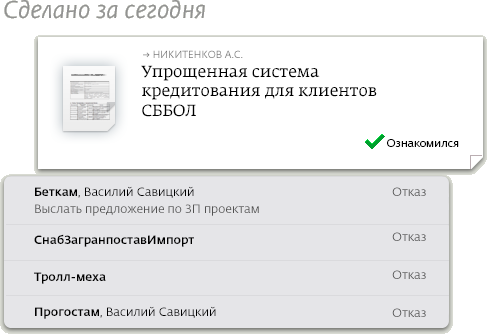 Сделано за сегодня
→ НИКИТЕНКОВ А.С.
Упрощенная система
кредитования для клиентов
СББОЛ
Ознакомился
Беткам, Василий Савицкий Отказ
Выслать предложение по ЗП проектам
СнабЗагранпоставИмпорт Отказ
Тролл-меха Отказ
Прогостам, Василий Савицкий Отказ